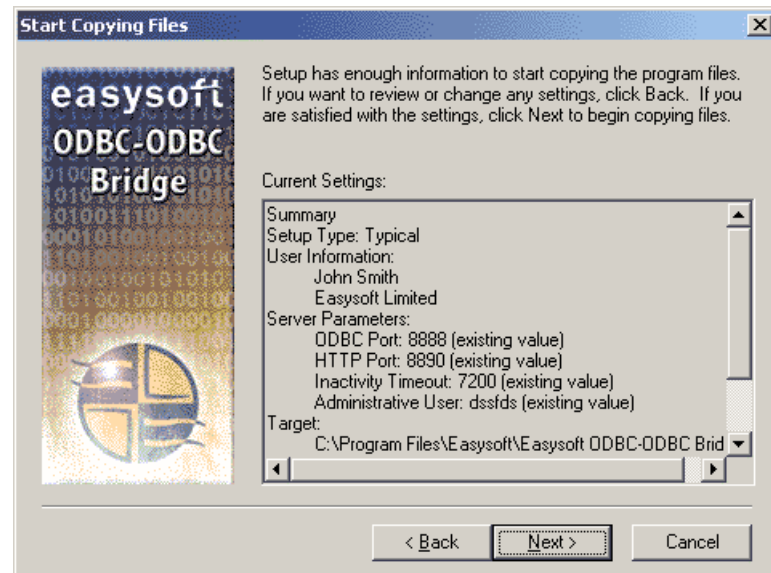 Start Copying Files
easysoft
ODBC-ODBC
Bridge
Setup has enough information to start copying the program files.
If you want to review or change any settings, click Back. If you
are satisfied with the settings, click Next to begin copying files.
Current Settings:
Summary
Setup Type: Typical
User Information:
John Smith
Easysoft Limited
Server Parameters:
ODBC Port: 8888 (existing value)
HTTP Port: 8890 (existing value)
Inactivity Timeout: 7200 (existing value)
Administrative User: dssfds (existing value)
Target:
C:\Program Files\Easysoft\Easysoft ODBC-ODBC Brid
< Back
Next >
Cancel